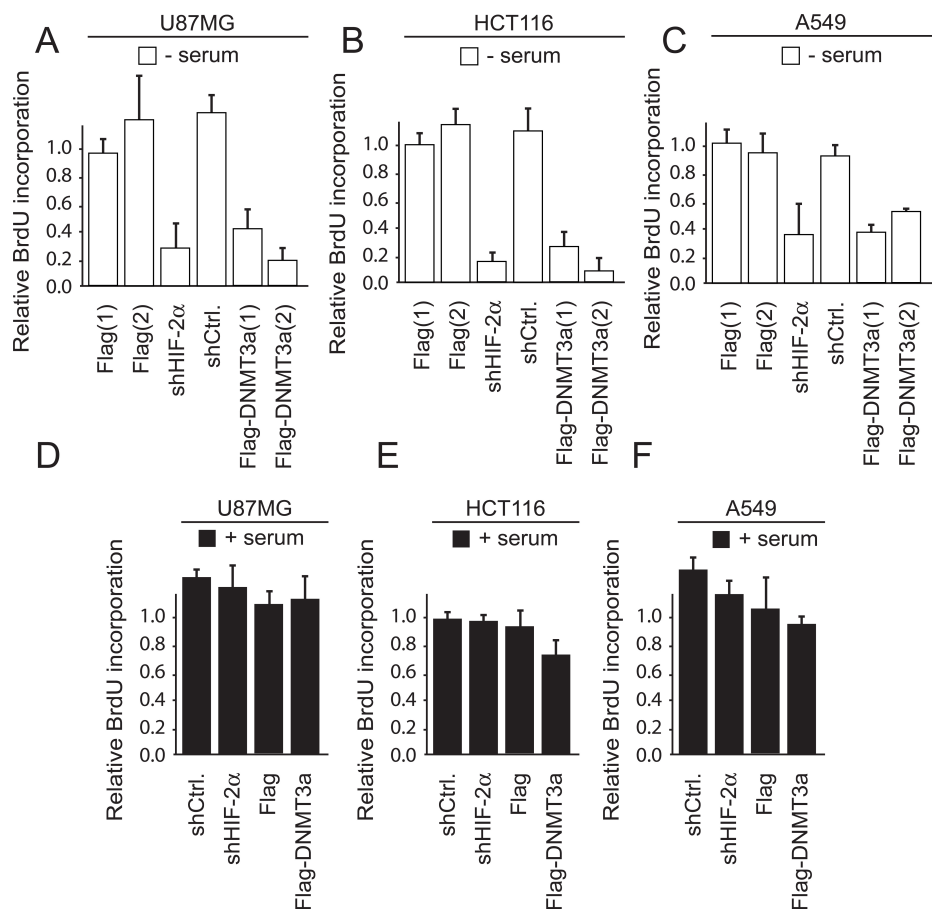 A
U87MG
- serum
Relative BrdU incorporation
1.0
0.8
0.6
0.4
0.2
0.0
Flag(1)
Flag(2)
shHIF-2α
shCtrl.
Flag-DNMT3a(1)
Flag-DNMT3a(2)
B
HCT116
- serum
Relative BrdU incorporation
1.0
0.8
0.6
0.4
0.2
0.0
Flag(1)
Flag(2)
shHIF-2α
shCtrl.
Flag-DNMT3a(1)
Flag-DNMT3a(2)
C
A549
- serum
Relative BrdU incorporation
1.0
0.8
0.6
0.4
0.2
0.0
Flag(1)
Flag(2)
shHIF-2α
shCtrl.
Flag-DNMT3a(1)
Flag-DNMT3a(2)
D
U87MG
+ serum
Relative BrdU incorporation
1.0
0.8
0.6
0.4
0.2
0.0
shCtrl.
shHIF-2α
Flag
Flag-DNMT3a
E
HCT116
+ serum
Relative BrdU incorporation
1.0
0.8
0.6
0.4
0.2
0.0
shCtrl.
shHIF-2α
Flag
Flag-DNMT3a
F
A549
+ serum
Relative BrdU incorporation
1.0
0.8
0.6
0.4
0.2
0.0
shCtrl.
shHIF-2α
Flag
Flag-DNMT3a